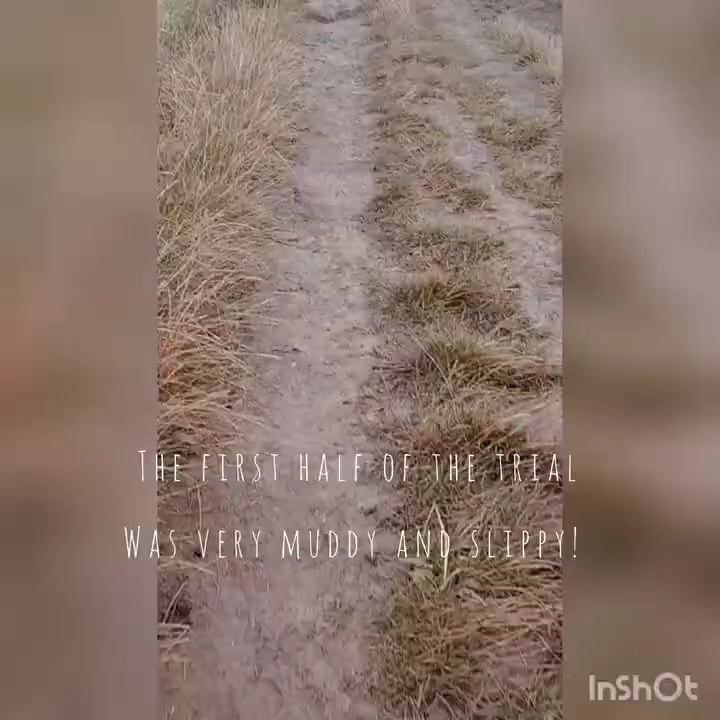 The first half of the trial
Was very muddy and slippy!
InShOt